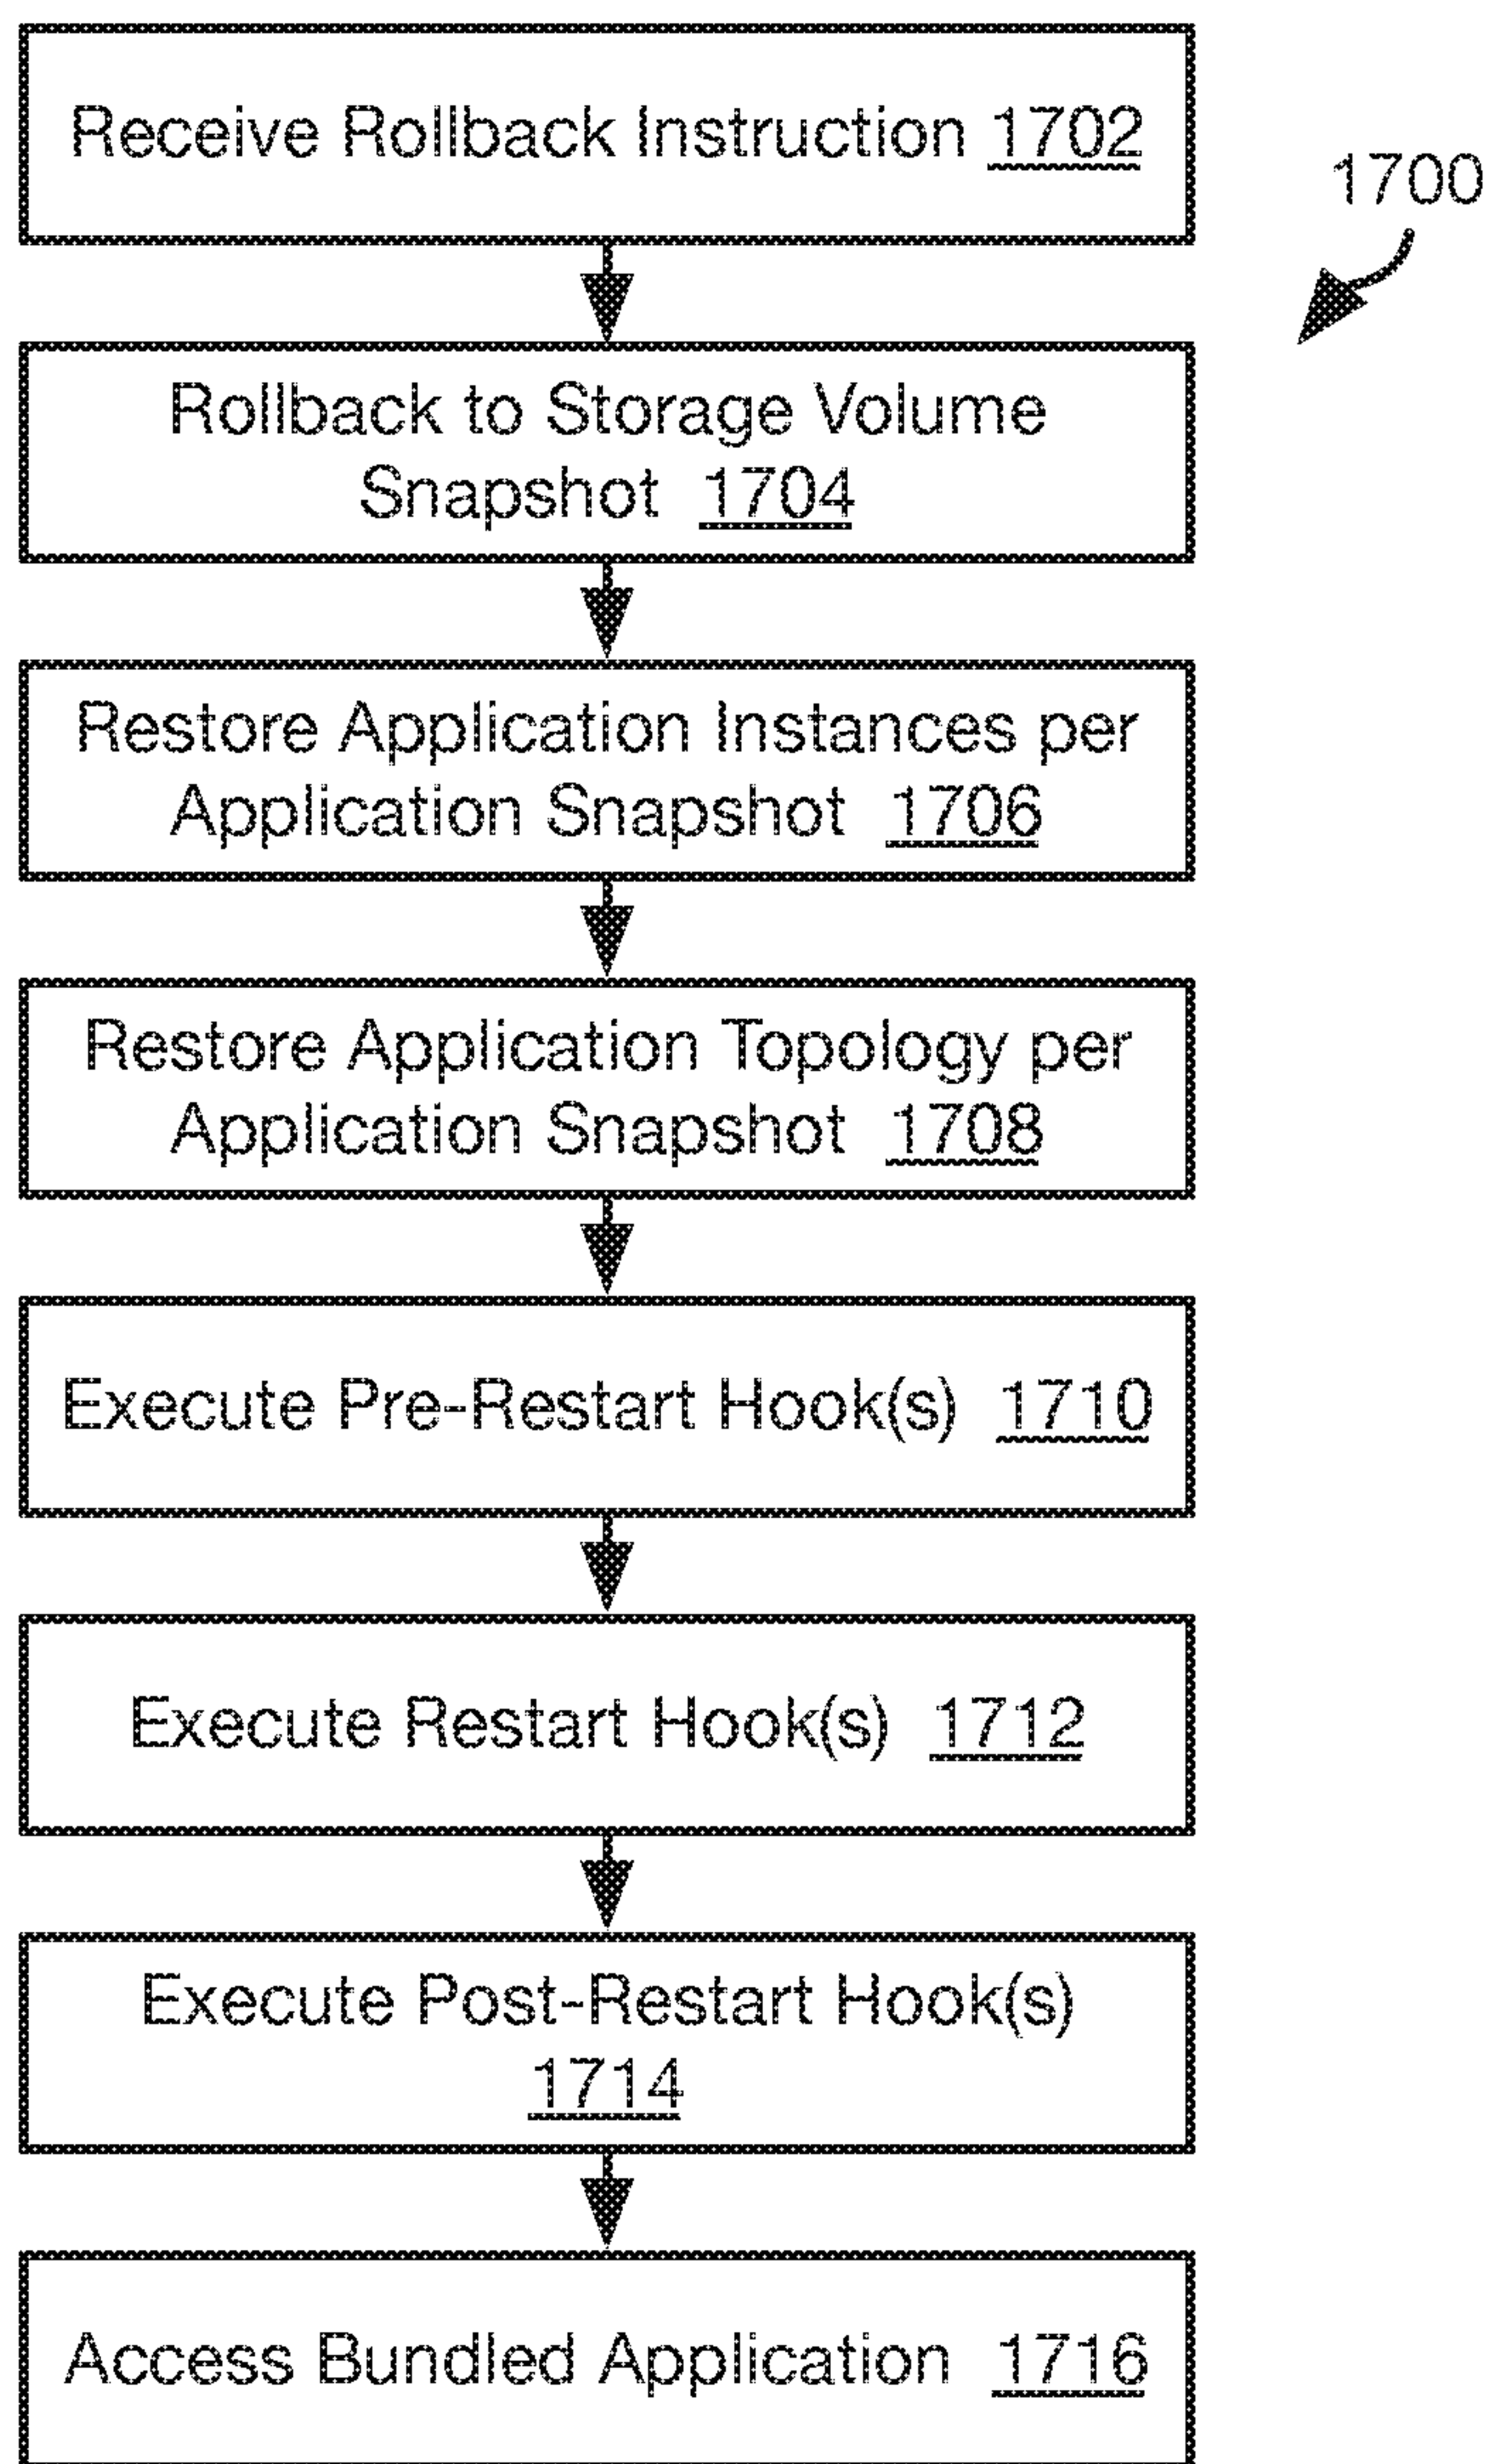 Receive Rollback Instruction 1702
1700
Rollback to Storage Volume
Snapshot 1704
Restore Application Instances per
Application Snapshot 1706
Restore Application Topology per
Application Snapshot 1708
Execute Pre-Restart Hook(s) 1710
Execute Restart Hook(s) 1712
Execute Post-Restart Hook(s)
1714
Access Bundled Application 1716